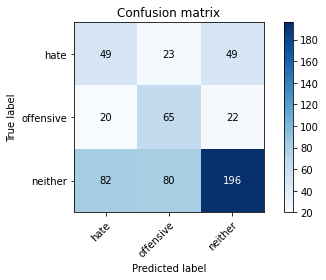 Confusion matrix
hate 49 23 49
offensive 20 65 22
neither 82 80 196
hate offensive neither
True label
Predicted label
180
160
140
120
100
80
60
40
20